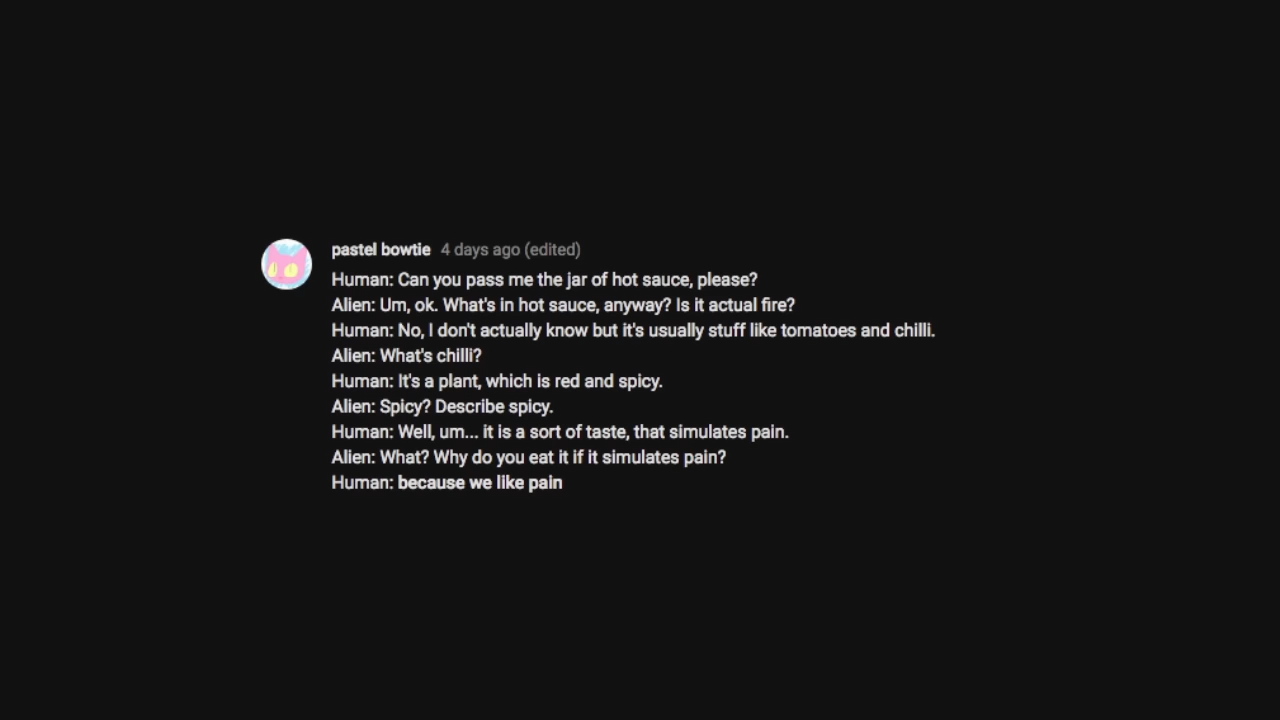 pastel bowtie 4 days ago (edited)
Human: Can you pass me the jar of hot sauce, please?
Alien: Um, ok. What's in hot sauce, anyway? Is it actual fire?
Human: No, I don't actually know but it's usually stuff like tomatoes and chilli.
Alien: What's chilli?
Human: It's a plant, which is red and spicy.
Alien: Spicy? Describe spicy.
Human: Well, um... it is a sort of taste, that simulates pain.
Alien: What? Why do you eat it if it simulates pain?
Human: because we like pain